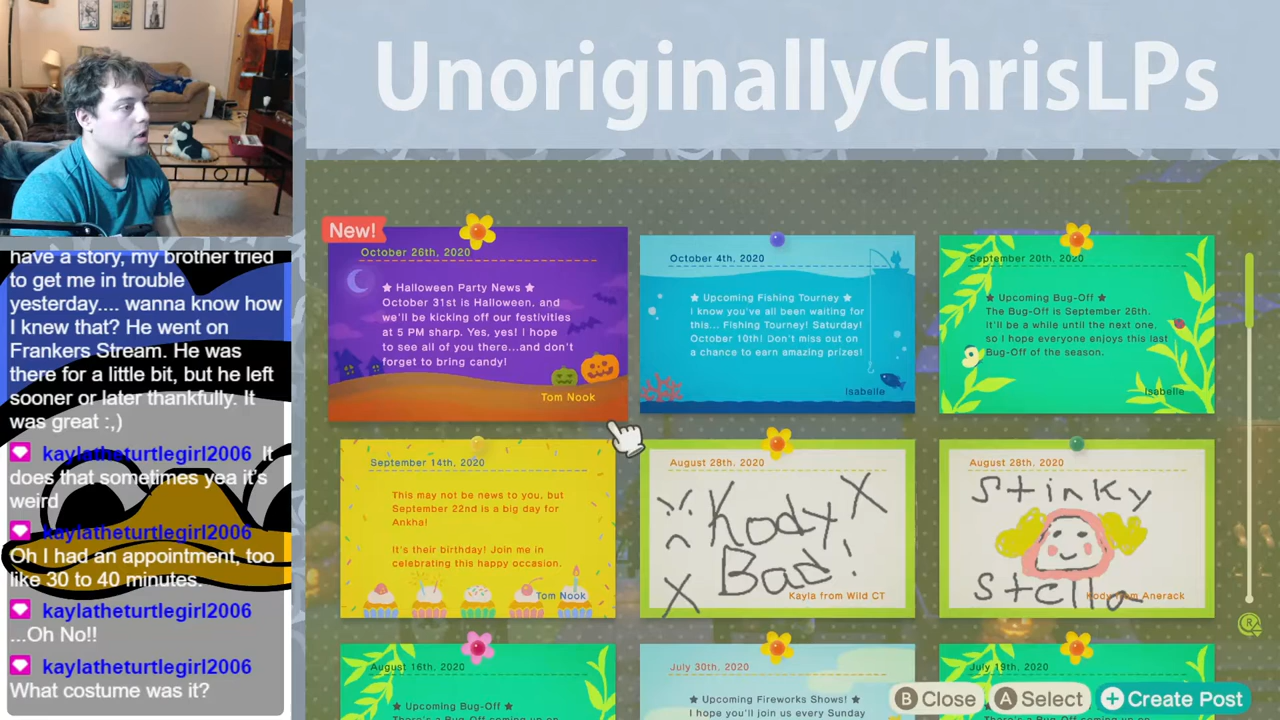 UnoriginallyChrisLPs
have a story, my brother tried
to get me in trouble
yesterday.... wanna know how
I knew that? He went on
Frankers Stream. He was
there for a little bit, but he left
sooner or later thankfully. It
was great :,)
kaylatheturtlegirl2006 It
does that sometimes yea it's
weird
kaylatheturtlegirl2006
Oh I had an appointment, too
like 30 to 40 minutes.
kaylatheturtlegirl2006
...Oh No!!
kaylatheturtlegirl2006
What costume was it?
New!
October 26th, 2020
★ Halloween Party News ★
October 31st is Halloween, and
we'll be kicking off our festivities
at 5 PM sharp. Yes, yes! I hope
to see all of you there...and don't
forget to bring candy!
Tom Nook
October 4th, 2020
★ Upcoming Fishing Tourney ★
I know you've all been waiting for
this... Fishing Tourney! Saturday!
October 10th! Don't miss out on
a chance to earn amazing prizes!
Isabelle
September 20th, 2020
★ Upcoming Bug-Off ★
The Bug-Off is September 26th.
It'll be a while until the next one,
so I hope everyone enjoys this last
Bug-Off of the season.
Isabelle
September 14th, 2020
This may not be news to you, but
September 22nd is a big day for
Ankha!
It's their birthday! Join me in
celebrating this happy occasion.
Tom Nook
August 28th, 2020
Kody
Bad!
Kayla from Wild CT
August 28th, 2020
Stinky
Stella
Kody from Anerack
August 16th, 2020
★ Upcoming Bug-Off ★
July 30th, 2020
★ Upcoming Fireworks Shows! ★
I hope you'll join us every Sunday
July 19th, 2020
B Close
A Select
+ Create Post
R